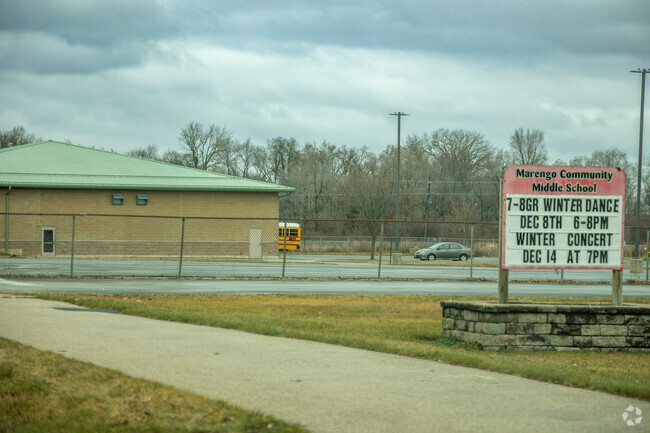 Marengo Community
Middle School
7-8GR WINTER DANCE
DEC 8TH 6-8PM
WINTER CONCERT
DEC 14 AT 7PM